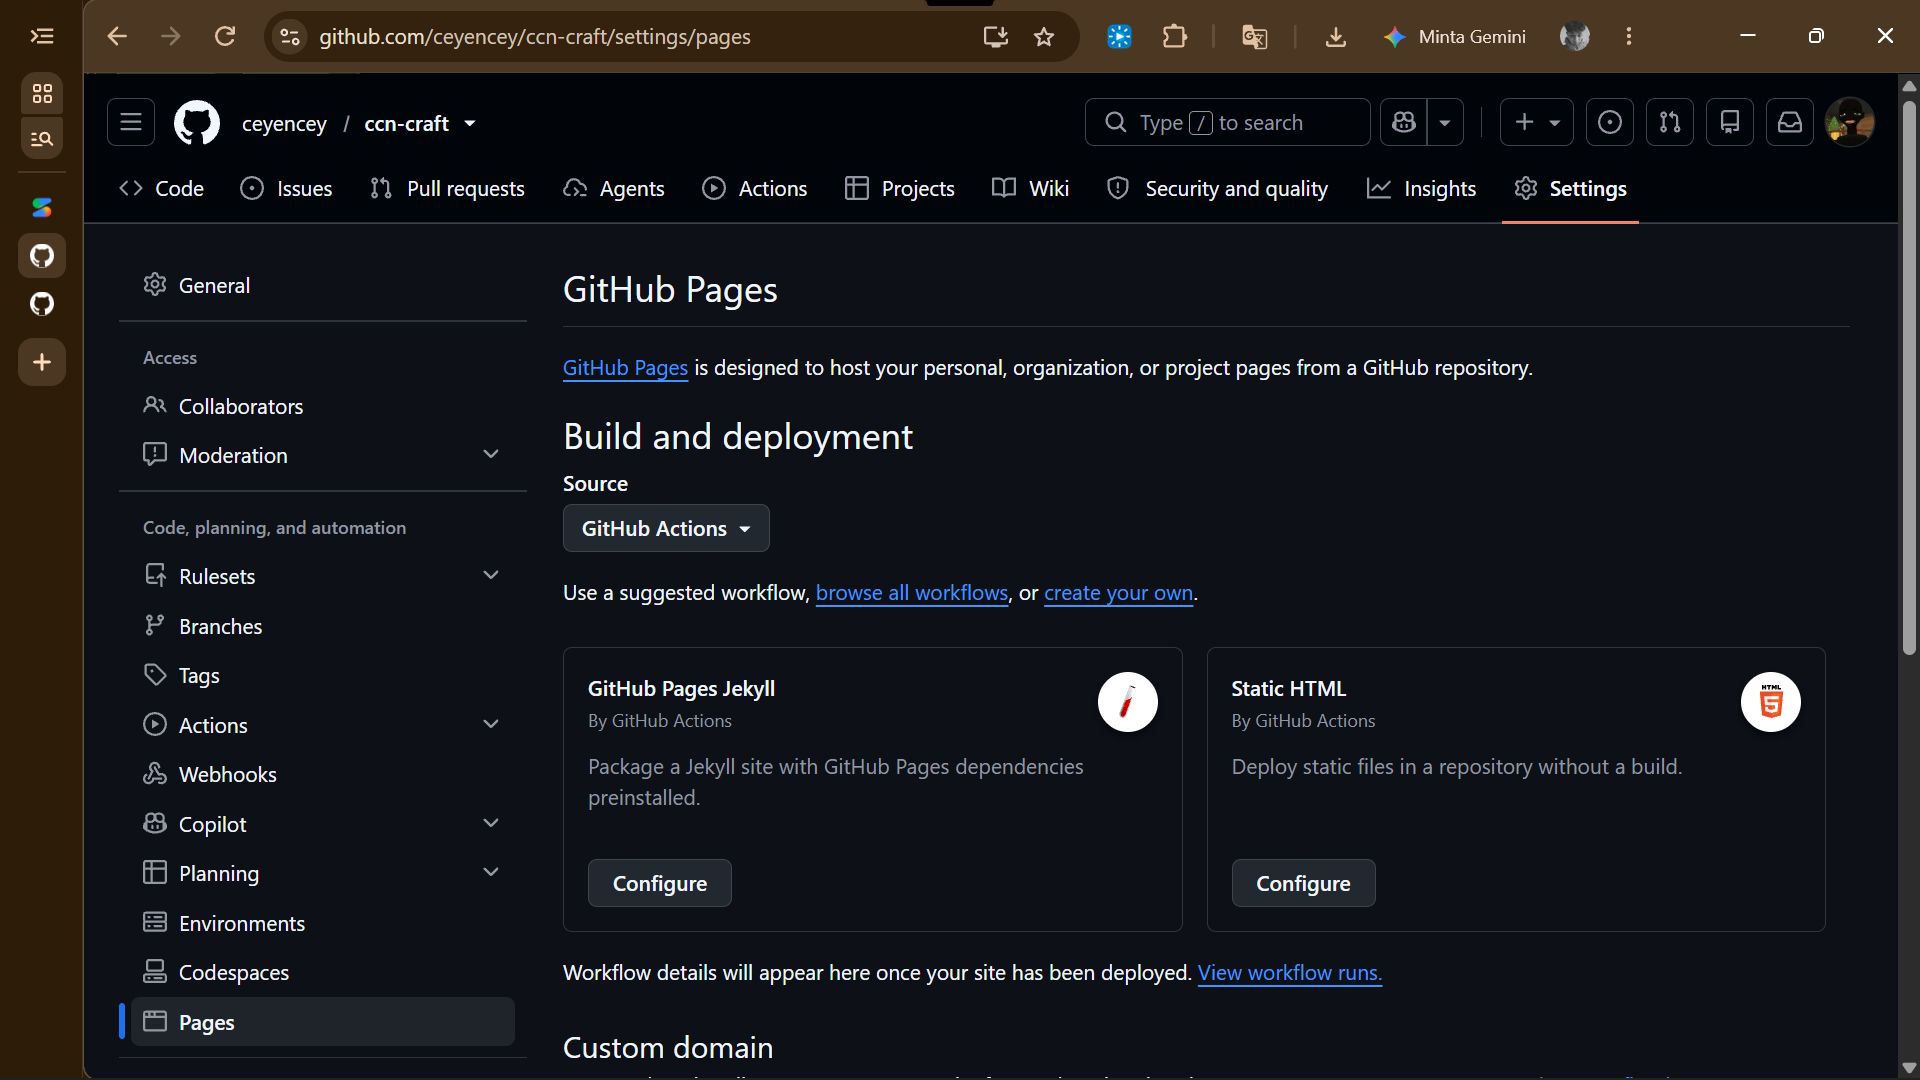 github.com/ceyencey/ccn-craft/settings/pages
Minta Gemini
ceyencey / ccn-craft
Type / to search
Code
Issues
Pull requests
Agents
Actions
Projects
Wiki
Security and quality
Insights
Settings
General
Access
Collaborators
Moderation
Code, planning, and automation
Rulesets
Branches
Tags
Actions
Webhooks
Copilot
Planning
Environments
Codespaces
Pages
GitHub Pages
GitHub Pages is designed to host your personal, organization, or project pages from a GitHub repository.
Build and deployment
Source
GitHub Actions
Use a suggested workflow, browse all workflows, or create your own.
GitHub Pages Jekyll
By GitHub Actions
Package a Jekyll site with GitHub Pages dependencies
preinstalled.
Configure
Static HTML
By GitHub Actions
HTML
5
Deploy static files in a repository without a build.
Configure
Workflow details will appear here once your site has been deployed. View workflow runs.
Custom domain